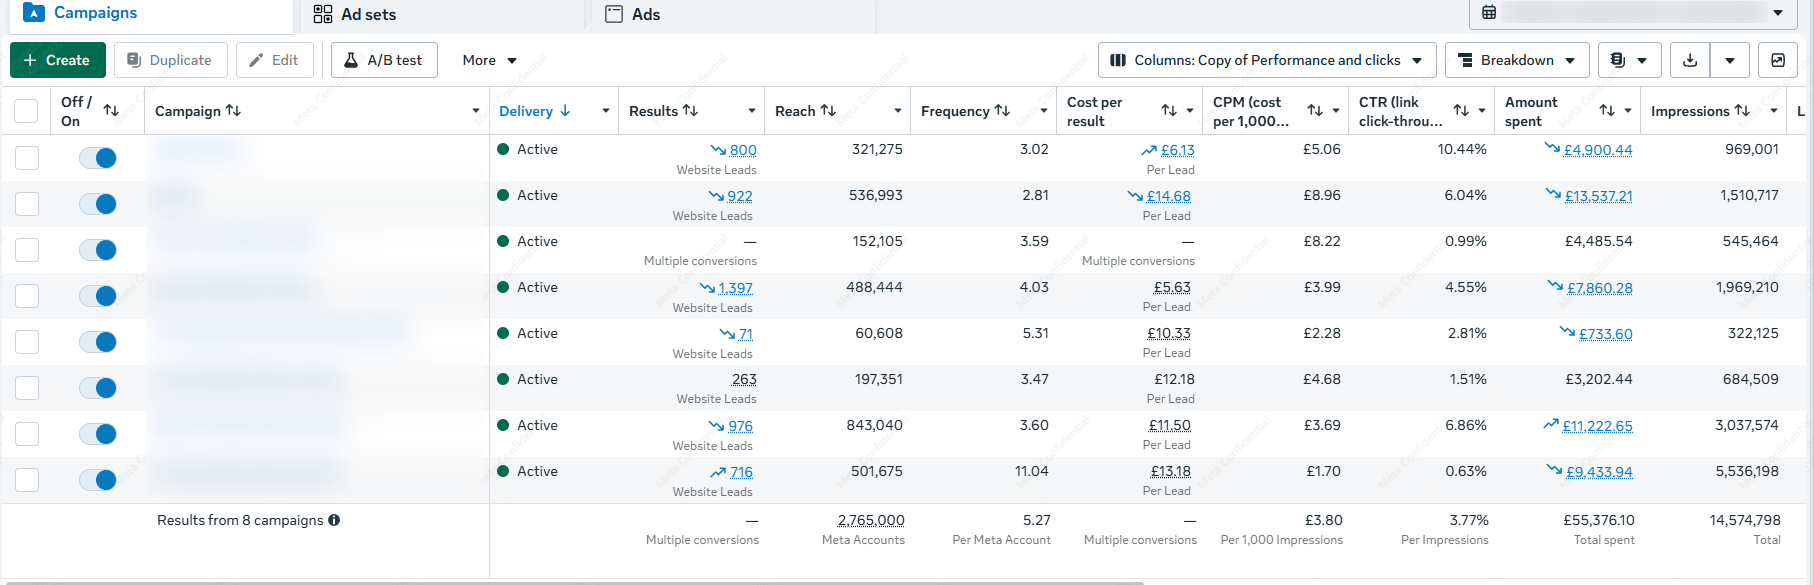 Campaigns
Ad sets
Ads
+ Create
Duplicate
Edit
A/B test
More
Columns: Copy of Performance and clicks
Breakdown
Off / On
Campaign
Delivery
Results
Reach
Frequency
Cost per result
CPM (cost per 1,000...
CTR (link click-throu...
Amount spent
Impressions
L
Active 800 321,275 3.02 £6.13 £5.06 10.44% £4,900.44 969,001
Website Leads Per Lead
Active 922 536,993 2.81 £14.68 £8.96 6.04% £13,537.21 1,510,717
Website Leads Per Lead
Active — 152,105 3.59 — £8.22 0.99% £4,485.54 545,464
Multiple conversions Multiple conversions
Active 1,397 488,444 4.03 £5.63 £3.99 4.55% £7,860.28 1,969,210
Website Leads Per Lead
Active 71 60,608 5.31 £10.33 £2.28 2.81% £733.60 322,125
Website Leads Per Lead
Active 263 197,351 3.47 £12.18 £4.68 1.51% £3,202.44 684,509
Website Leads Per Lead
Active 976 843,040 3.60 £11.50 £3.69 6.86% £11,222.65 3,037,574
Website Leads Per Lead
Active 716 501,675 11.04 £13.18 £1.70 0.63% £9,433.94 5,536,198
Website Leads Per Lead
Results from 8 campaigns — 2,765,000 5.27 — £3.80 3.77% £55,376.10 14,574,798
Multiple conversions Meta Accounts Per Meta Account Multiple conversions Per 1,000 Impressions Per Impressions Total spent Total
Meta Confidential